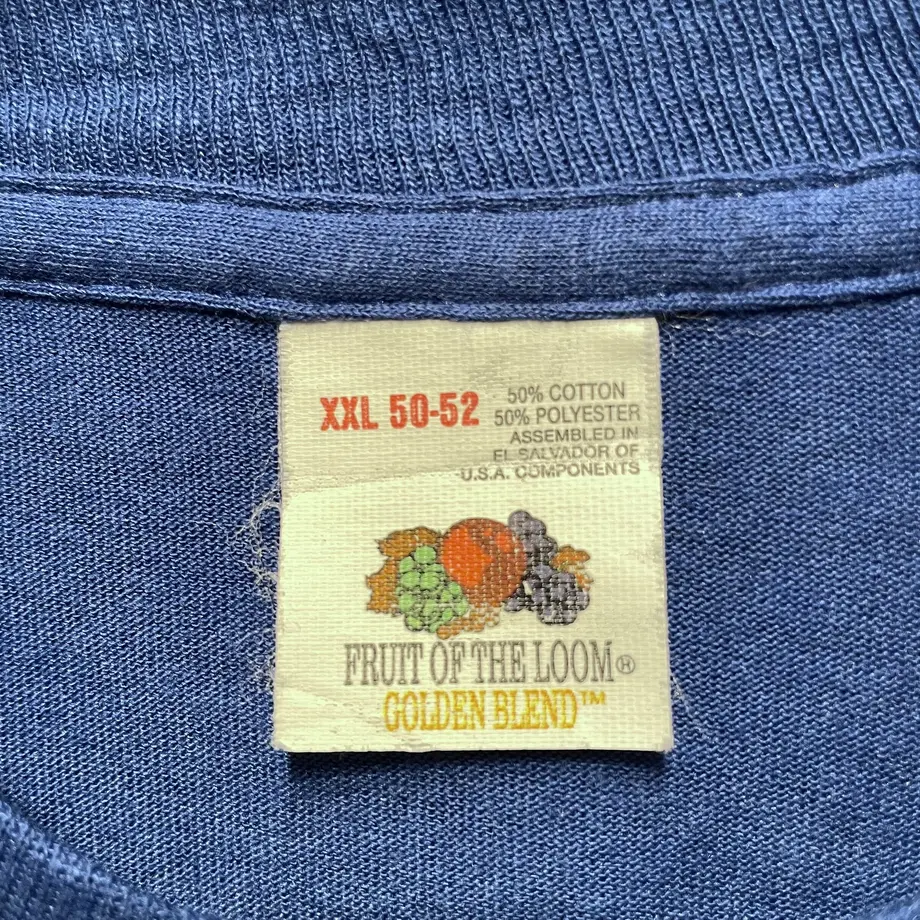 XXL 50-52
50% COTTON
50% POLYESTER
ASSEMBLED IN
EL SALVADOR OF
U.S.A. COMPONENTS
FRUIT OF THE LOOM®
GOLDEN BLEND™